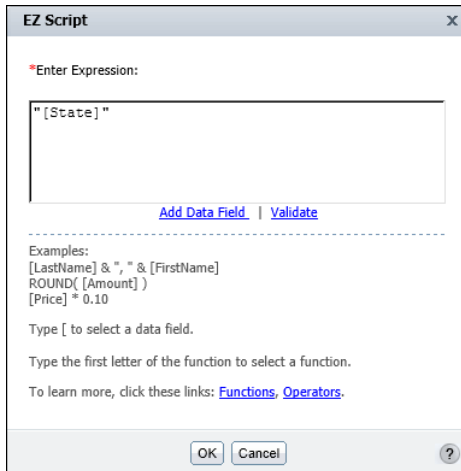 EZ Script x
*Enter Expression:
"[State]"
Add Data Field | Validate
Examples:
[LastName] & ", " & [FirstName]
ROUND( [Amount] )
[Price] * 0.10
Type [ to select a data field.
Type the first letter of the function to select a function.
To learn more, click these links: Functions, Operators.
OK Cancel ?